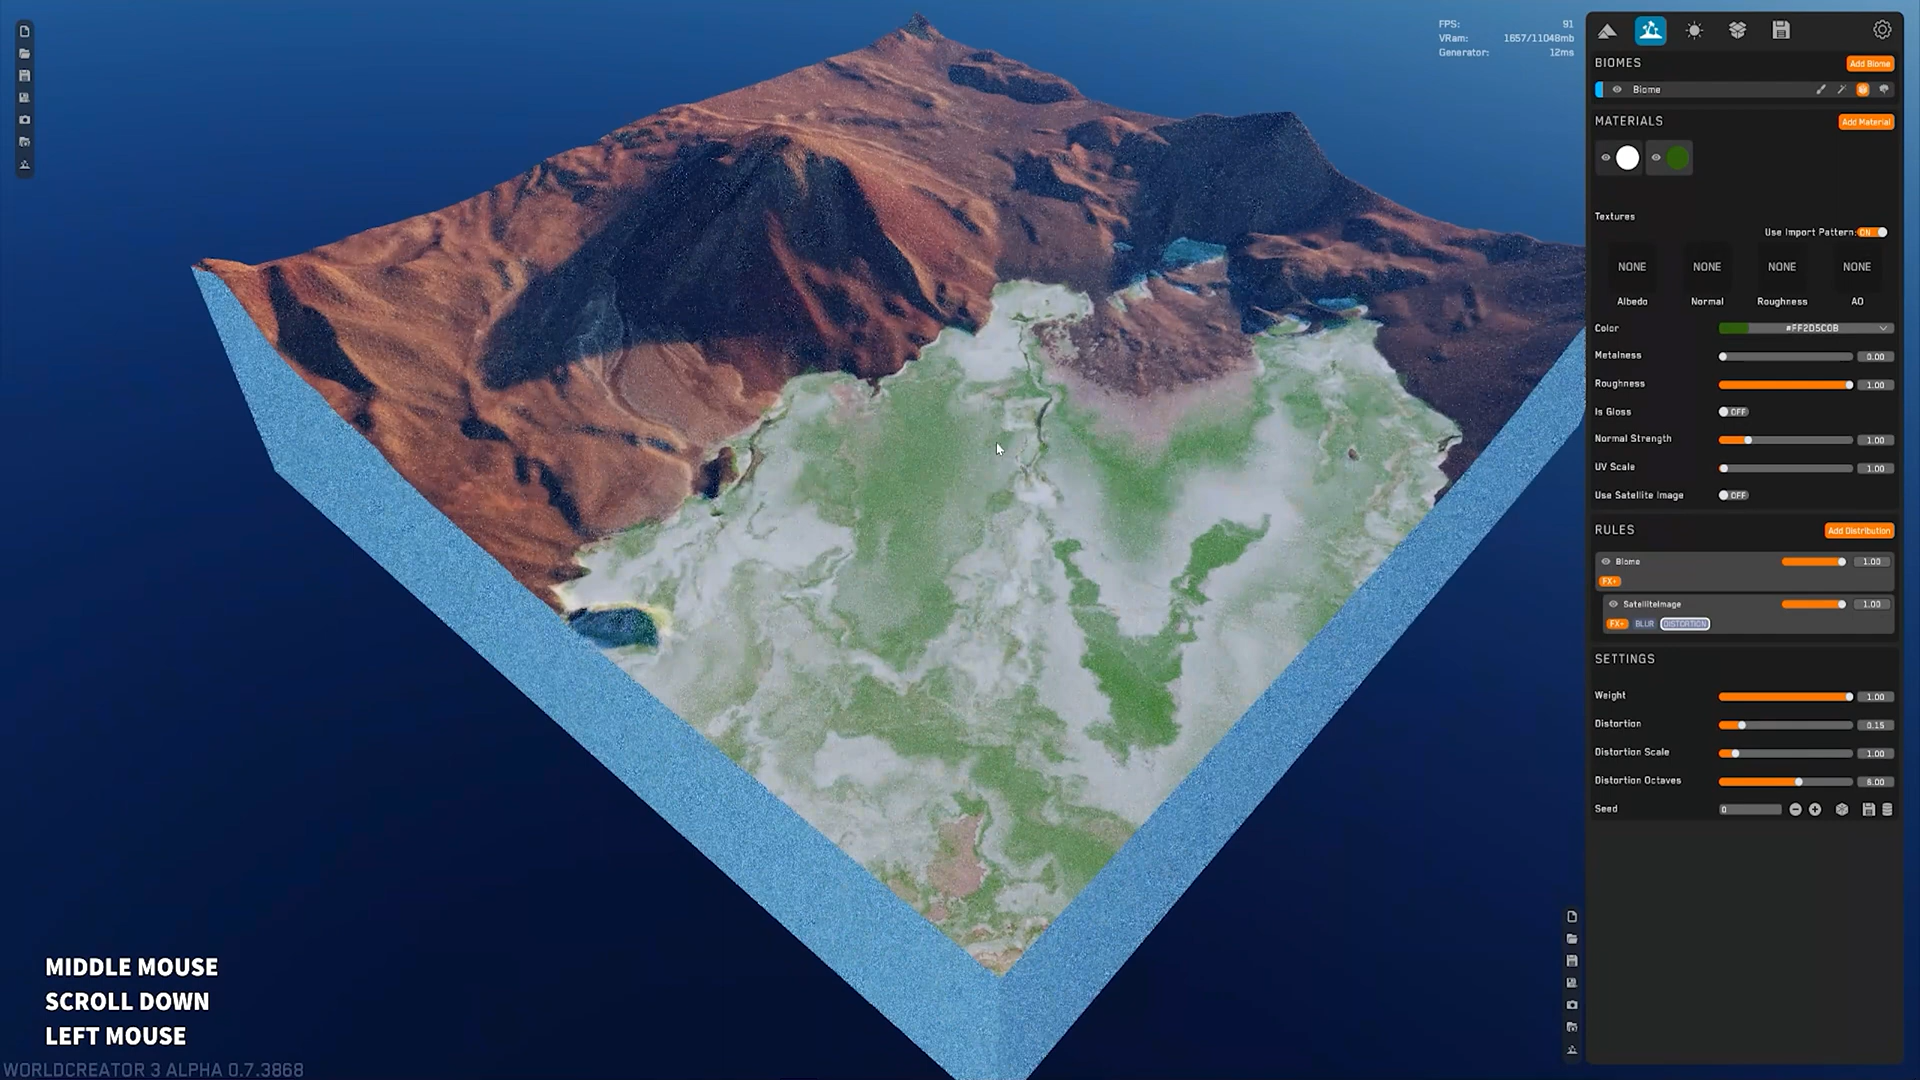 FPS: 91
VRam: 1657/11048mb
Generator: 12ms
BIOMES Add Biome
Biome
MATERIALS Add Material
Textures
Use Import Pattern: ON
NONE NONE NONE NONE
Albedo Normal Roughness AO
Color #FF2D5C0B
Metalness 0.00
Roughness 1.00
Is Gloss OFF
Normal Strength 1.00
UV Scale 1.00
Use Satellite Image OFF
RULES Add Distribution
Biome 1.00
FX+
SatelliteImage 1.00
FX+ BLUR DISTORTION
SETTINGS
Weight 1.00
Distortion 0.15
Distortion Scale 1.00
Distortion Octaves 6.00
Seed 0
MIDDLE MOUSE
SCROLL DOWN
LEFT MOUSE
WORLDCREATOR 3 ALPHA 0.7.3868